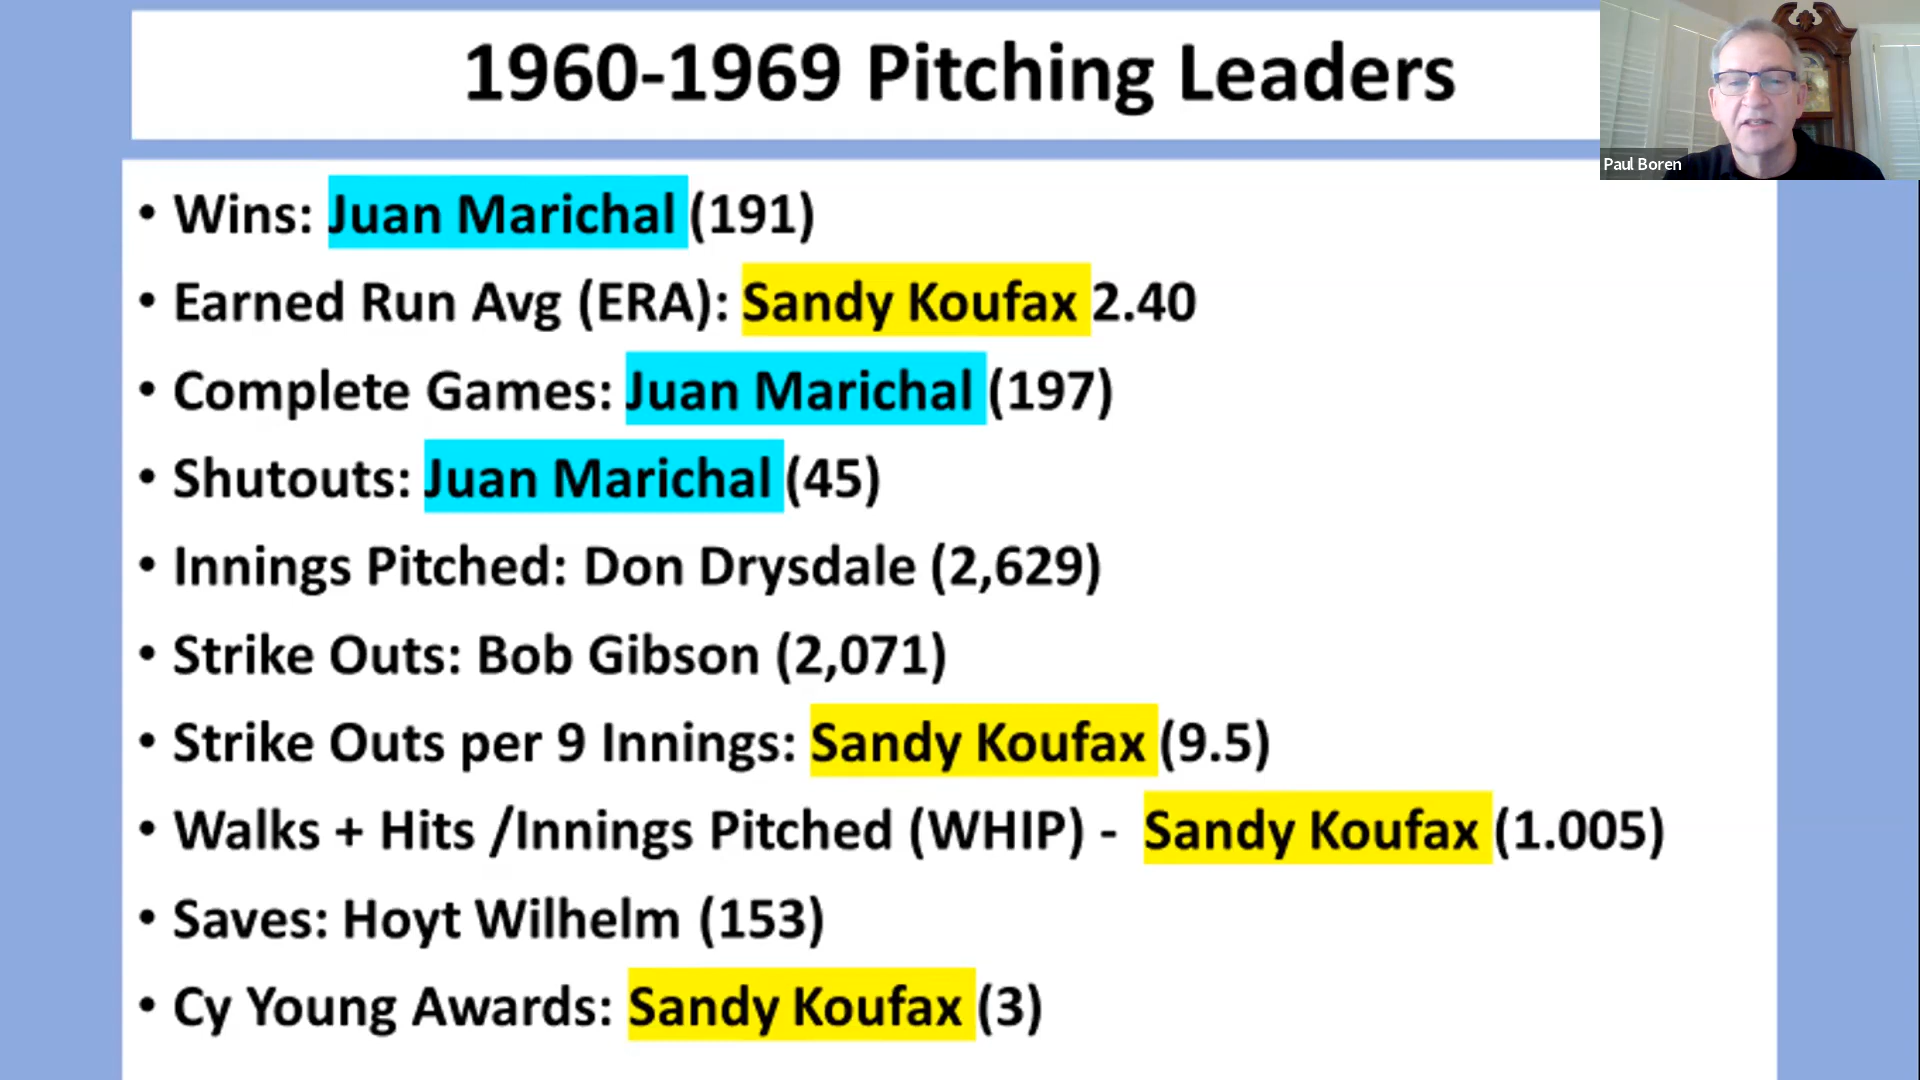 1960-1969 Pitching Leaders
Paul Boren
• Wins: Juan Marichal (191)
• Earned Run Avg (ERA): Sandy Koufax 2.40
• Complete Games: Juan Marichal (197)
• Shutouts: Juan Marichal (45)
• Innings Pitched: Don Drysdale (2,629)
• Strike Outs: Bob Gibson (2,071)
• Strike Outs per 9 Innings: Sandy Koufax (9.5)
• Walks + Hits /Innings Pitched (WHIP) - Sandy Koufax (1.005)
• Saves: Hoyt Wilhelm (153)
• Cy Young Awards: Sandy Koufax (3)